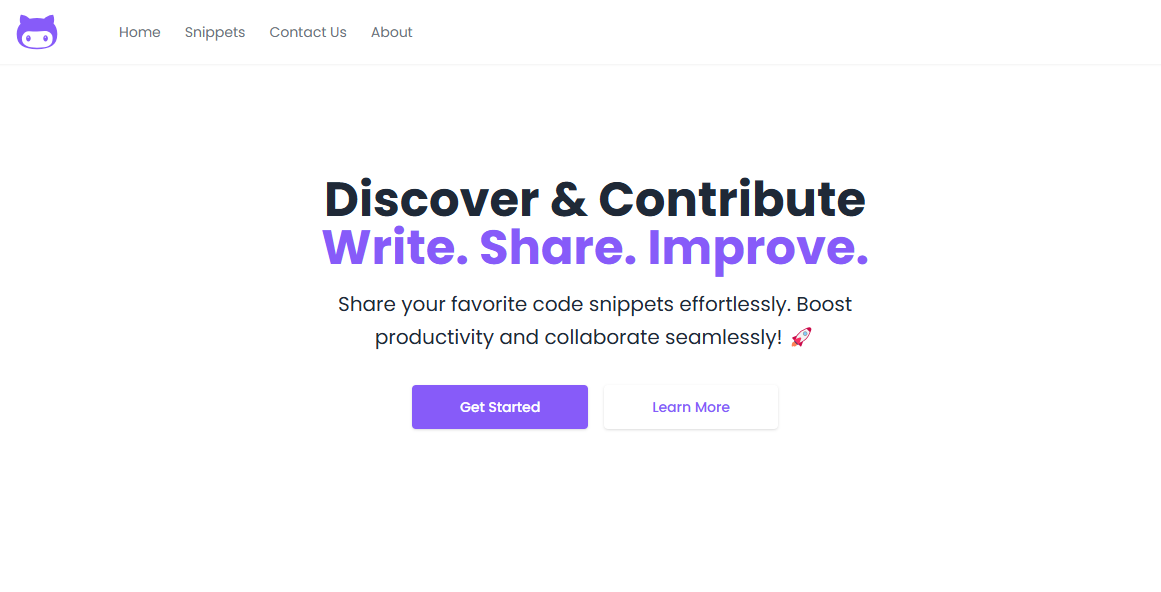 Home Snippets Contact Us About
Discover & Contribute
Write. Share. Improve.
Share your favorite code snippets effortlessly. Boost
productivity and collaborate seamlessly! 🚀
Get Started Learn More